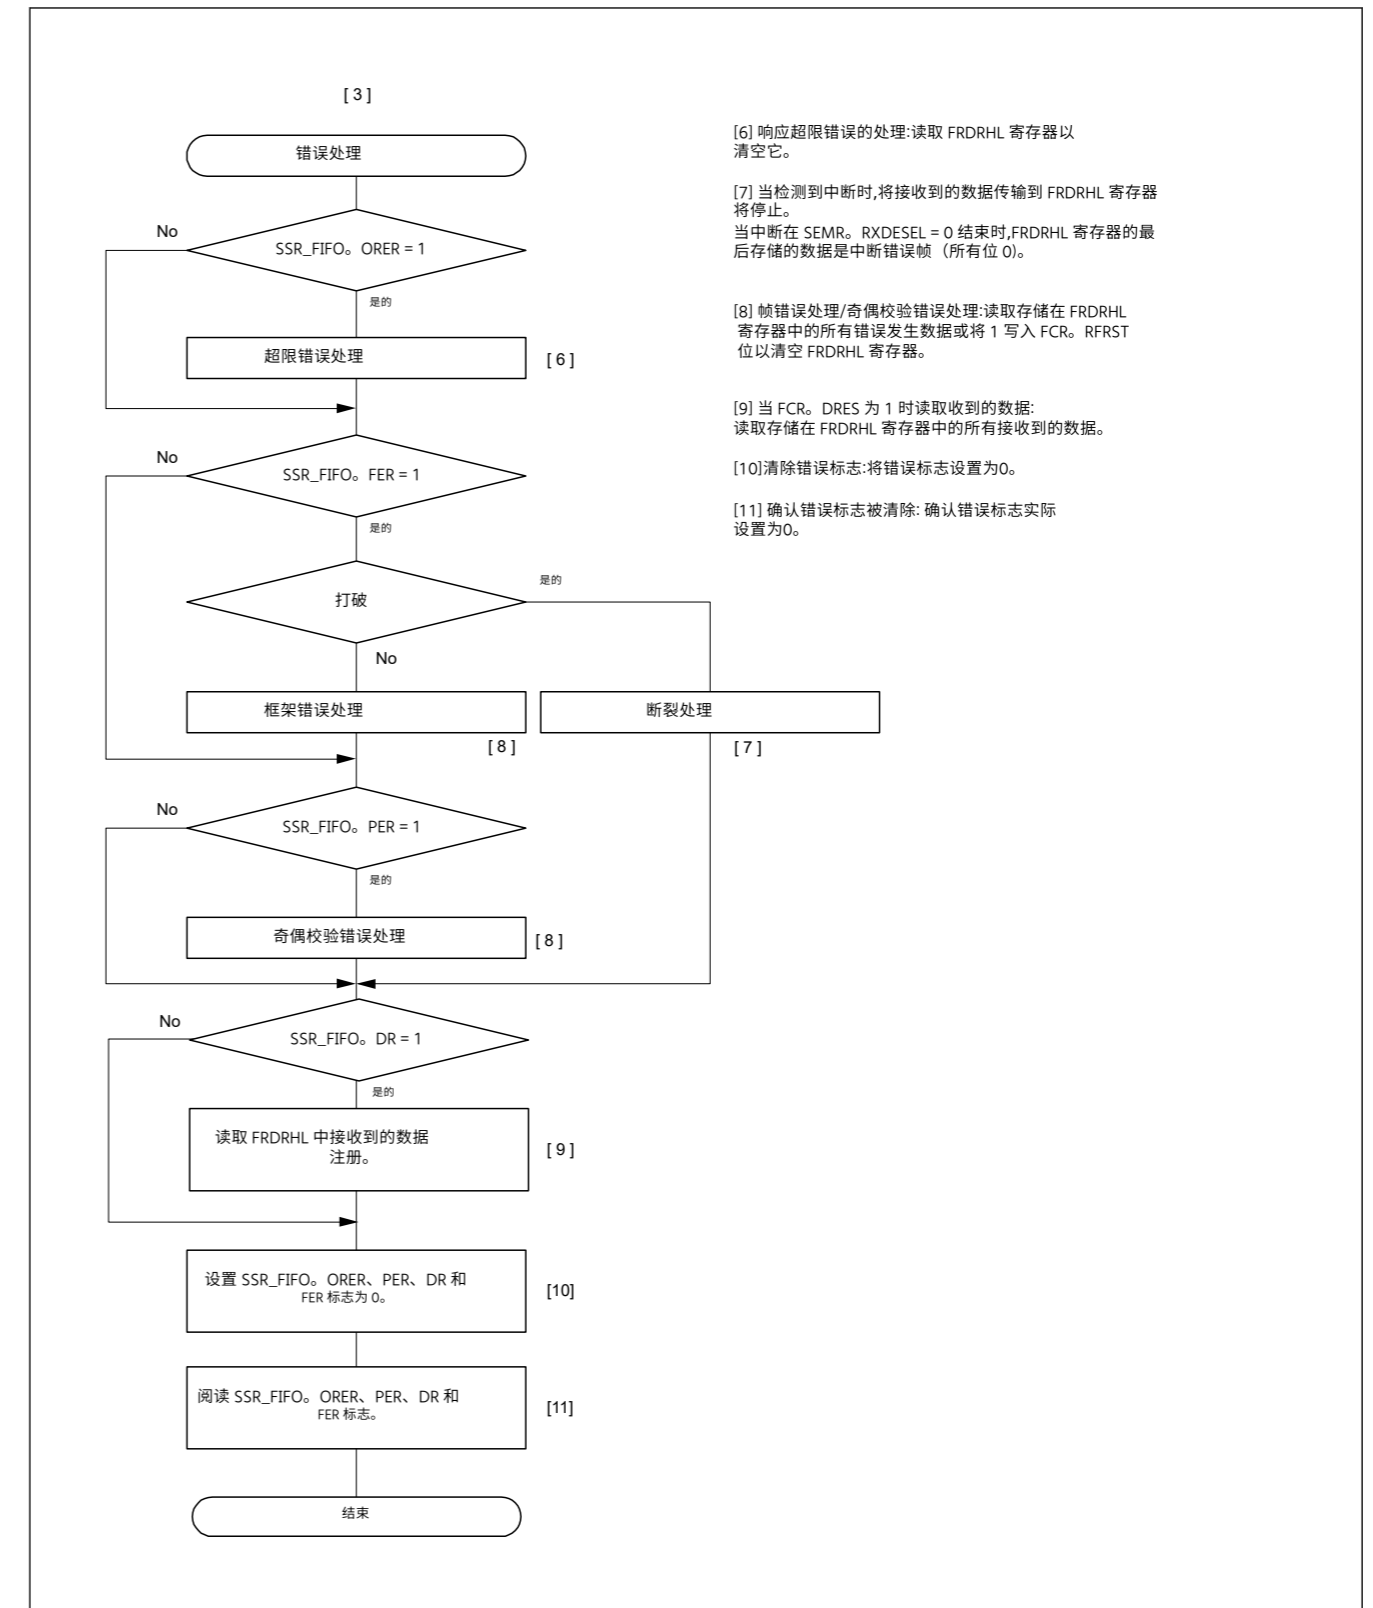 [ 3 ]
错误处理
No
SSR_FIFO。ORER = 1
是的
超限错误处理
[ 6 ]
No
SSR_FIFO。FER = 1
是的
打破
是的
No
框架错误处理
断裂处理
[ 8 ]
[ 7 ]
No
SSR_FIFO。PER = 1
是的
奇偶校验错误处理
[ 8 ]
No
SSR_FIFO。DR = 1
是的
读取 FRDRHL 中接收到的数据
注册。
[ 9 ]
设置 SSR_FIFO。ORER、PER、DR 和
FER 标志为 0。
[10]
阅读 SSR_FIFO。ORER、PER、DR 和
FER 标志。
[11]
结束
[6] 响应超限错误的处理:读取 FRDRHL 寄存器以
清空它。
[7] 当检测到中断时,将接收到的数据传输到 FRDRHL 寄存器
将停止。
当中断在 SEMR。RXDESEL = 0 结束时,FRDRHL 寄存器的最
后存储的数据是中断错误帧（所有位 0)。
[8] 帧错误处理/奇偶校验错误处理:读取存储在 FRDRHL
寄存器中的所有错误发生数据或将 1 写入 FCR。RFRST
位以清空 FRDRHL 寄存器。
[9] 当 FCR。DRES 为 1 时读取收到的数据:
读取存储在 FRDRHL 寄存器中的所有接收到的数据。
[10]清除错误标志:将错误标志设置为0。
[11] 确认错误标志被清除: 确认错误标志实际
设置为0。